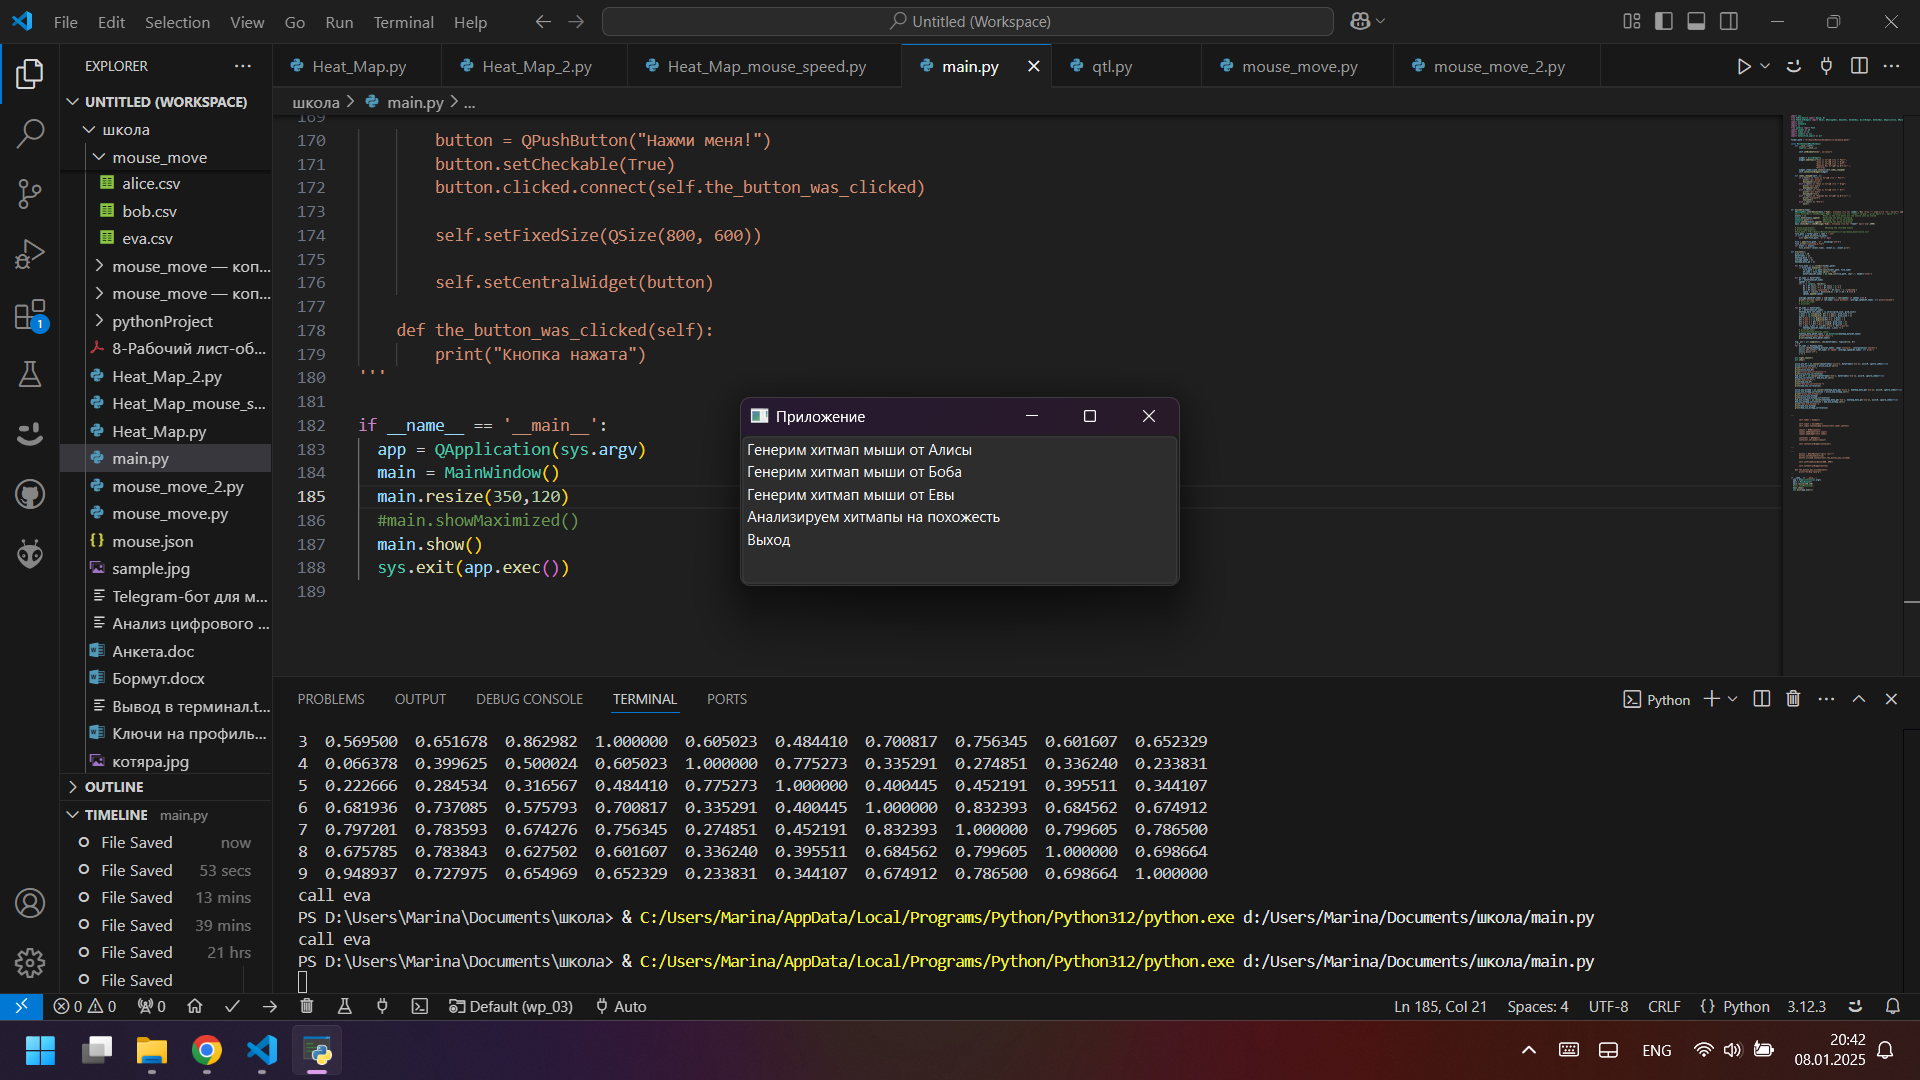 File Edit Selection View Go Run Terminal Help
Untitled (Workspace)
EXPLORER
Heat_Map.py
Heat_Map_2.py
Heat_Map_mouse_speed.py
main.py
qtl.py
mouse_move.py
mouse_move_2.py
UNTITLED (WORKSPACE)
школа
mouse_move
alice.csv
bob.csv
eva.csv
mouse_move — коп...
mouse_move — коп...
pythonProject
8-Рабочий лист-об...
Heat_Map_2.py
Heat_Map_mouse_s...
Heat_Map.py
main.py
mouse_move_2.py
mouse_move.py
mouse.json
sample.jpg
Telegram-бот для м...
Анализ цифрового ...
Анкета.doc
Бормут.docx
Вывод в терминал.t...
Ключи на профиль...
котяра.jpg
OUTLINE
TIMELINE main.py
File Saved now
File Saved 53 secs
File Saved 13 mins
File Saved 39 mins
File Saved 21 hrs
File Saved
школа > main.py > ...
169
170 button = QPushButton("Нажми меня!")
171 button.setCheckable(True)
172 button.clicked.connect(self.the_button_was_clicked)
173
174 self.setFixedSize(QSize(800, 600))
175
176 self.setCentralWidget(button)
177
178 def the_button_was_clicked(self):
179 print("Кнопка нажата")
180 '''
181
182 if __name__ == '__main__':
183 app = QApplication(sys.argv)
184 main = MainWindow()
185 main.resize(350,120)
186 #main.showMaximized()
187 main.show()
188 sys.exit(app.exec())
189
Приложение
Генерим хитмап мыши от Алисы
Генерим хитмап мыши от Боба
Генерим хитмап мыши от Евы
Анализируем хитмапы на похожесть
Выход
PROBLEMS OUTPUT DEBUG CONSOLE TERMINAL PORTS
Python
3 0.569500 0.651678 0.862982 1.000000 0.605023 0.484410 0.700817 0.756345 0.601607 0.652329
4 0.066378 0.399625 0.500024 0.605023 1.000000 0.775273 0.335291 0.274851 0.336240 0.233831
5 0.222666 0.284534 0.316567 0.484410 0.775273 1.000000 0.400445 0.452191 0.395511 0.344107
6 0.681936 0.737085 0.575793 0.700817 0.335291 0.400445 1.000000 0.832393 0.684562 0.674912
7 0.797201 0.783593 0.674276 0.756345 0.274851 0.452191 0.832393 1.000000 0.799605 0.786500
8 0.675785 0.783843 0.627502 0.601607 0.336240 0.395511 0.684562 0.799605 1.000000 0.698664
9 0.948937 0.727975 0.654969 0.652329 0.233831 0.344107 0.674912 0.786500 0.698664 1.000000
call eva
PS D:\Users\Marina\Documents\школа> & C:/Users/Marina/AppData/Local/Programs/Python/Python312/python.exe d:/Users/Marina/Documents/школа/main.py
call eva
PS D:\Users\Marina\Documents\школа> & C:/Users/Marina/AppData/Local/Programs/Python/Python312/python.exe d:/Users/Marina/Documents/школа/main.py
0 0 0 Default (wp_03) Auto Ln 185, Col 21 Spaces: 4 UTF-8 CRLF {} Python 3.12.3
1
ENG
20:42
08.01.2025